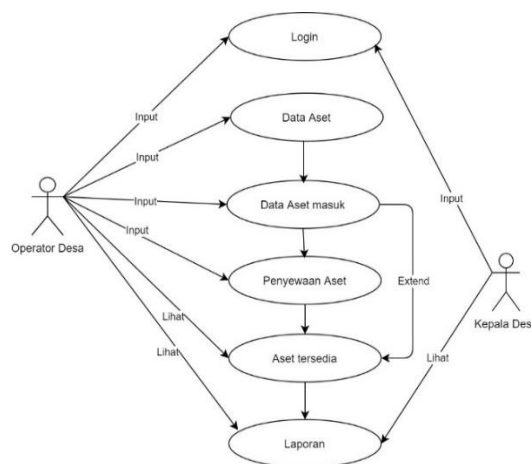 Login
Input
Data Aset
Input
Input
Data Aset masuk
Input
Operator Desa
Input
Penyewaan Aset
Extend
Kepala Des
Lihat
Aset tersedia
Lihat
Lihat
Laporan